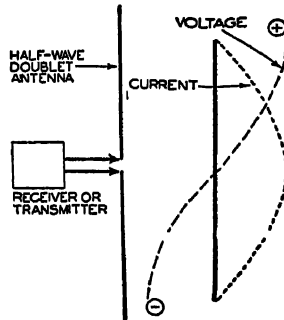 VOLTAGE
+
HALF-WAVE
DOUBLET
ANTENNA
CURRENT
RECEIVER OR
TRANSMITTER
−